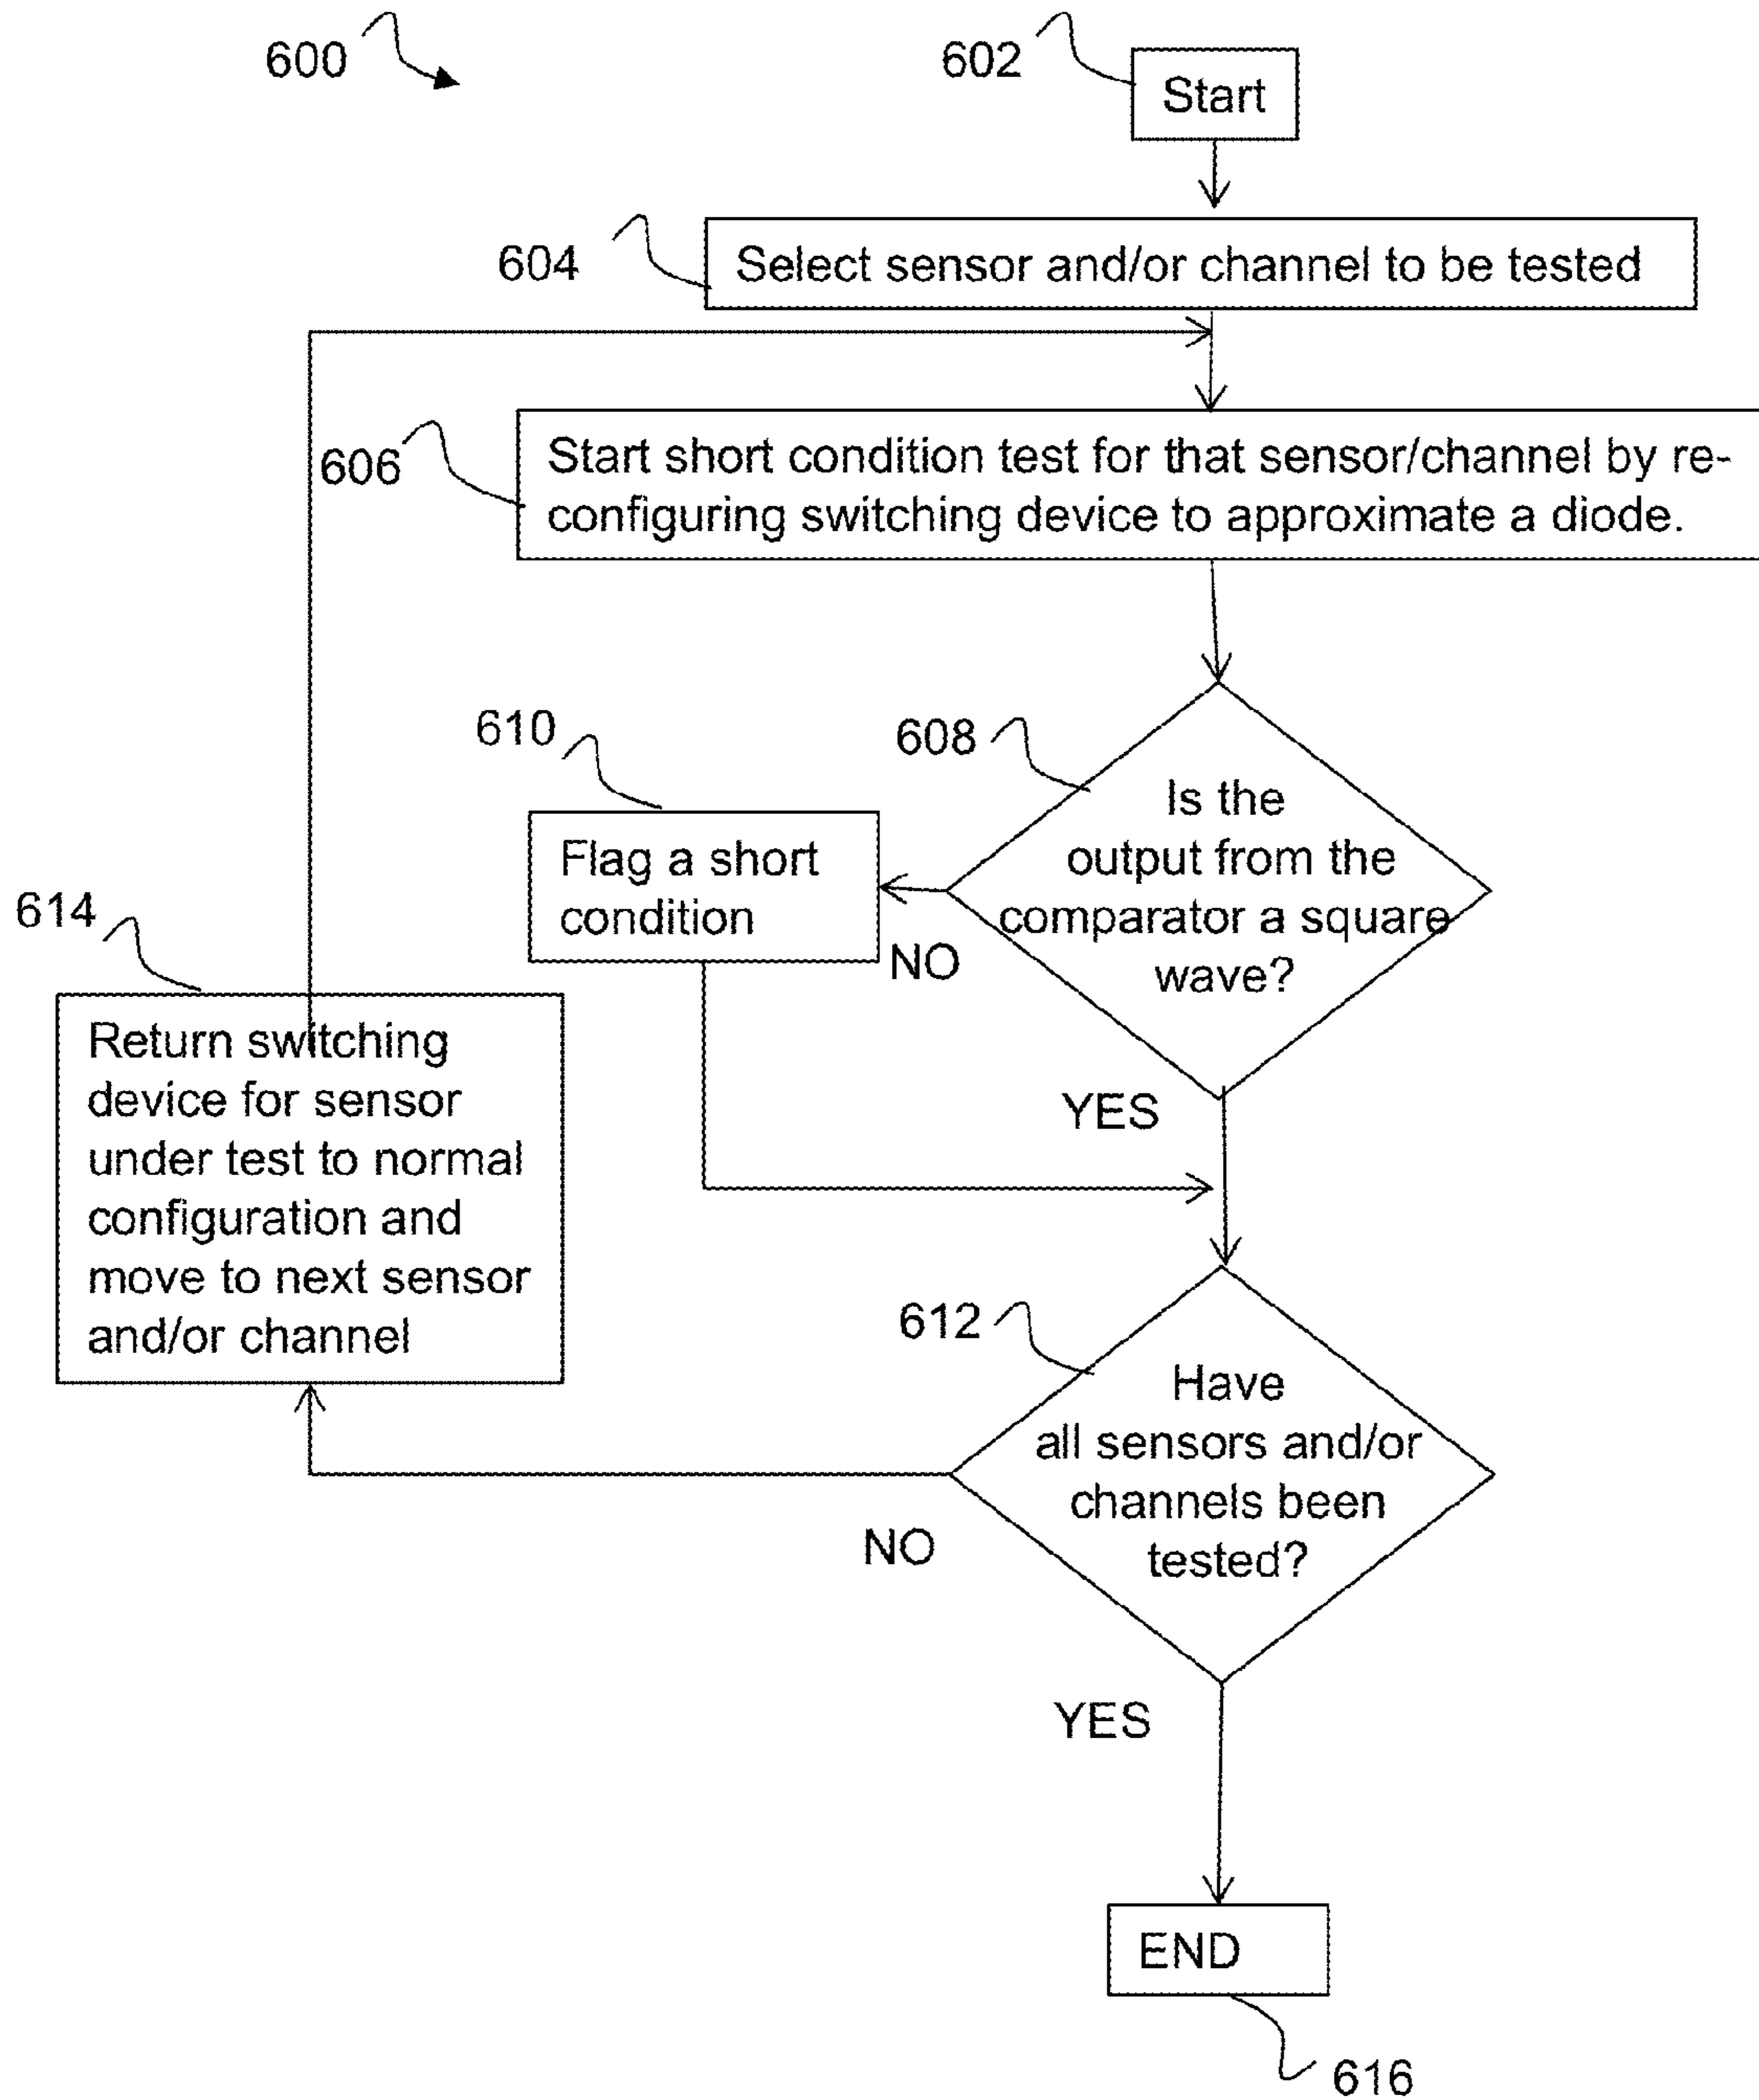 600
602
Start
604
Select sensor and/or channel to be tested
606
Start short condition test for that sensor/channel by re-
configuring switching device to approximate a diode.
610
608
Is the
output from the
comparator a square
wave?
Flag a short
condition
NO
614
Return switching
device for sensor
under test to normal
configuration and
move to next sensor
and/or channel
YES
612
Have
all sensors and/or
channels been
tested?
NO
YES
END
616